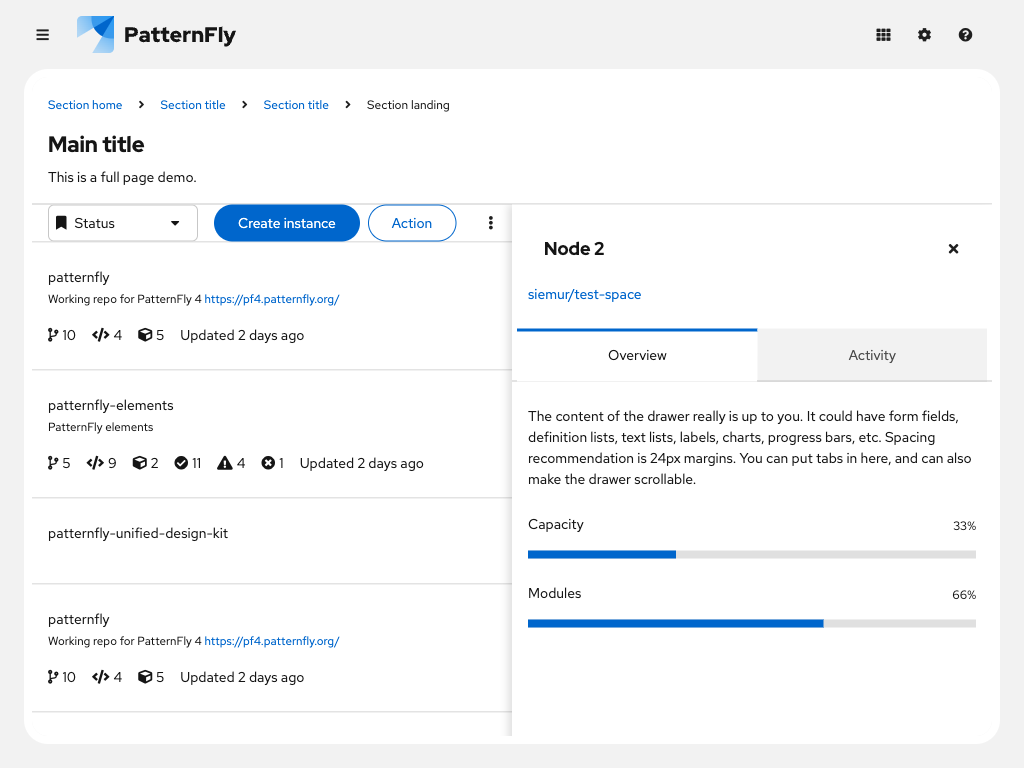 PatternFly
Section home Section title Section title Section landing
Main title
This is a full page demo.
Status Create instance Action
patternfly
Working repo for PatternFly 4 https://pf4.patternfly.org/
10 4 5 Updated 2 days ago
patternfly-elements
PatternFly elements
5 9 2 11 4 1 Updated 2 days ago
patternfly-unified-design-kit
patternfly
Working repo for PatternFly 4 https://pf4.patternfly.org/
10 4 5 Updated 2 days ago
Node 2
siemur/test-space
Overview Activity
The content of the drawer really is up to you. It could have form fields,
definition lists, text lists, labels, charts, progress bars, etc. Spacing
recommendation is 24px margins. You can put tabs in here, and can also
make the drawer scrollable.
Capacity 33%
Modules 66%